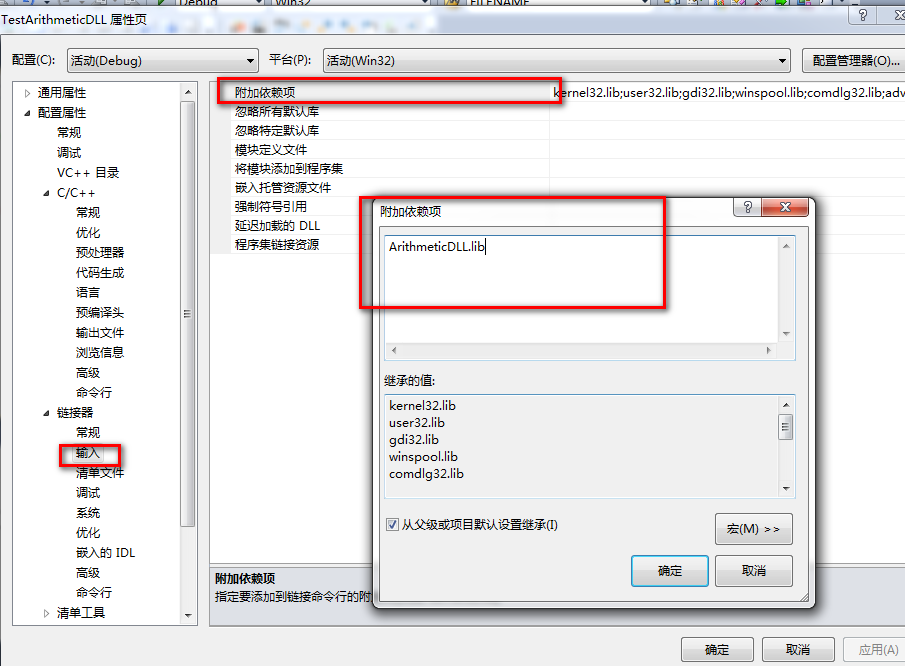 Debug Win32 FILENAME
TestArithmeticDLL 属性页
配置(C): 活动(Debug) 平台(P): 活动(Win32) 配置管理器(O)...
通用属性
配置属性
常规
调试
VC++ 目录
C/C++
常规
优化
预处理器
代码生成
语言
预编译头
输出文件
浏览信息
高级
命令行
链接器
常规
输入
清单文件
调试
系统
优化
嵌入的 IDL
高级
命令行
清单工具
附加依赖项 kernel32.lib;user32.lib;gdi32.lib;winspool.lib;comdlg32.lib;adv
忽略所有默认库
忽略特定默认库
模块定义文件
将模块添加到程序集
嵌入托管资源文件
强制符号引用
延迟加载的 DLL
程序集链接资源
附加依赖项
ArithmeticDLL.lib
继承的值:
kernel32.lib
user32.lib
gdi32.lib
winspool.lib
comdlg32.lib
从父级或项目默认设置继承(I)
宏(M) >>
确定 取消
附加依赖项
指定要添加到链接命令行的附
确定 取消 应用(A)